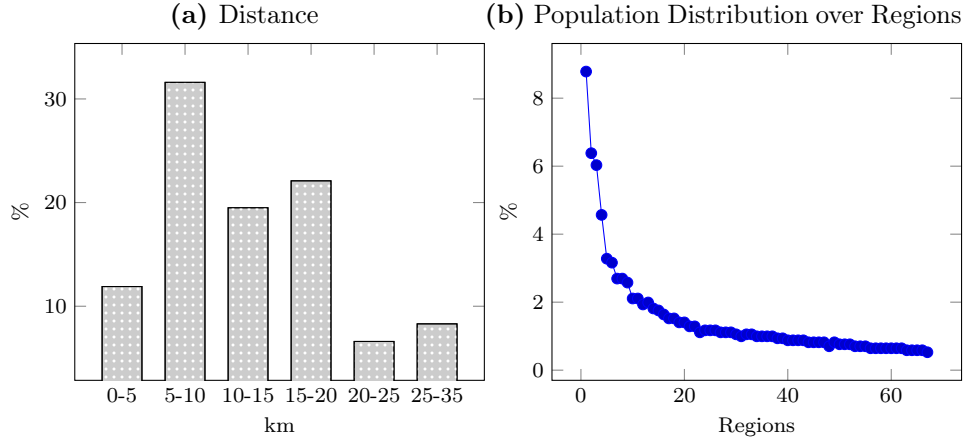 (a) Distance
30
20
10
%
0-5 5-10 10-15 15-20 20-25 25-35
km
(b) Population Distribution over Regions
8
6
4
2
0
%
0 20 40 60
Regions